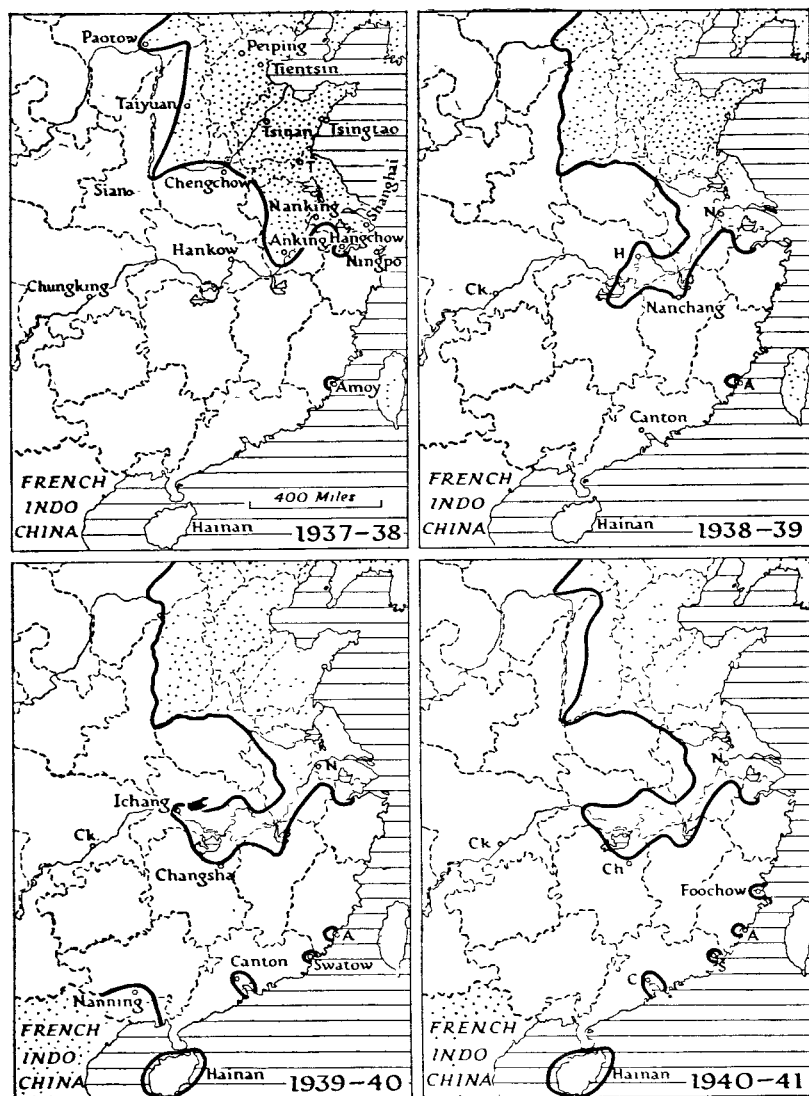 Paotow
Peiping
Tientsin
Taiyuan
Tsinan
Tsingtao
T
Chengchow
Sian
Nanking
Shanghai
Anking
Hangchow
Hankow
Ningpo
Chungking
Amoy
FRENCH
INDO
CHINA
400 Miles
Hainan
1937-38
N
H
Ck.
Nanchang
A
Canton
FRENCH
INDO
CHINA
Hainan
1938-39
N
Ichang
Ck.
Changsha
A
Canton
Swatow
Nanning
FRENCH
INDO
CHINA
Hainan
1939-40
N
Ck
Ch
Foochow
A
S
C
FRENCH
INDO
CHINA
Hainan
1940-41